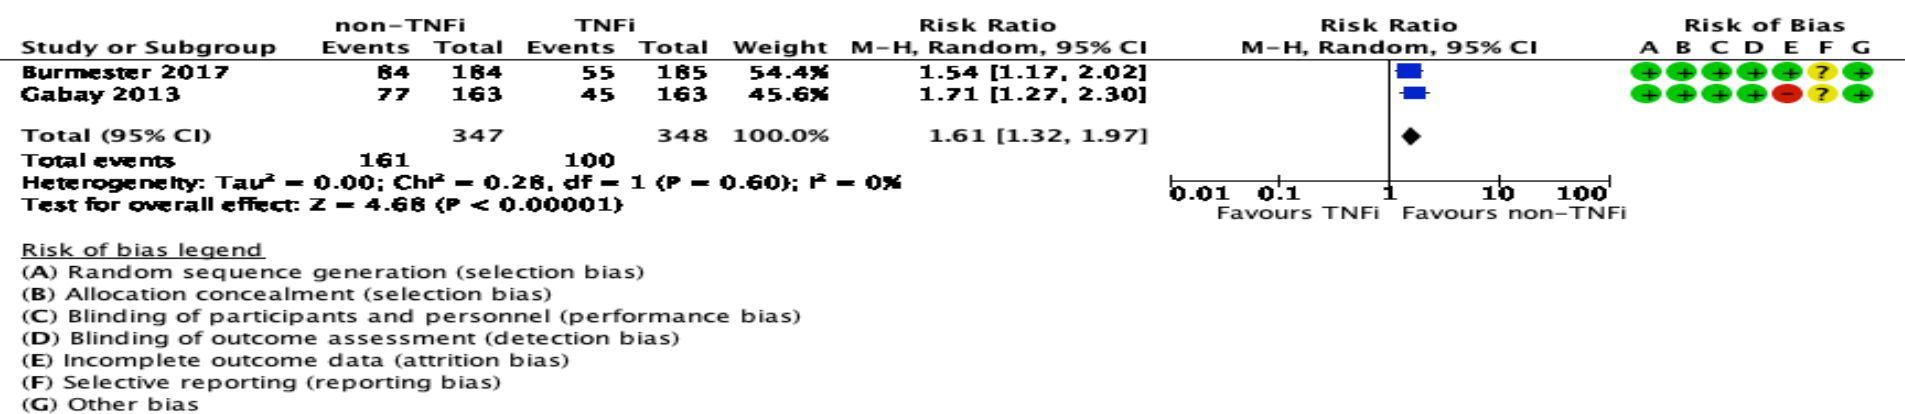 non-TNFi TNFi Risk Ratio Risk Ratio Risk of Bias
Study or Subgroup Events Total Events Total Weight M-H, Random, 95% CI M-H, Random, 95% CI A B C D E F G
Burmester 2017 84 184 55 185 54.4% 1.54 [1.17, 2.02] + + + + + ? +
Gabay 2013 77 163 45 163 45.6% 1.71 [1.27, 2.30] + + + + - ? +
Total (95% CI) 347 348 100.0% 1.61 [1.32, 1.97]
Total events 161 100
Heterogeneity: Tau² = 0.00; Chi² = 0.28, df = 1 (P = 0.60); I² = 0%
Test for overall effect: Z = 4.68 (P < 0.00001)
0.01 0.1 1 10 100
Favours TNFi Favours non-TNFi
Risk of bias legend
(A) Random sequence generation (selection bias)
(B) Allocation concealment (selection bias)
(C) Blinding of participants and personnel (performance bias)
(D) Blinding of outcome assessment (detection bias)
(E) Incomplete outcome data (attrition bias)
(F) Selective reporting (reporting bias)
(G) Other bias